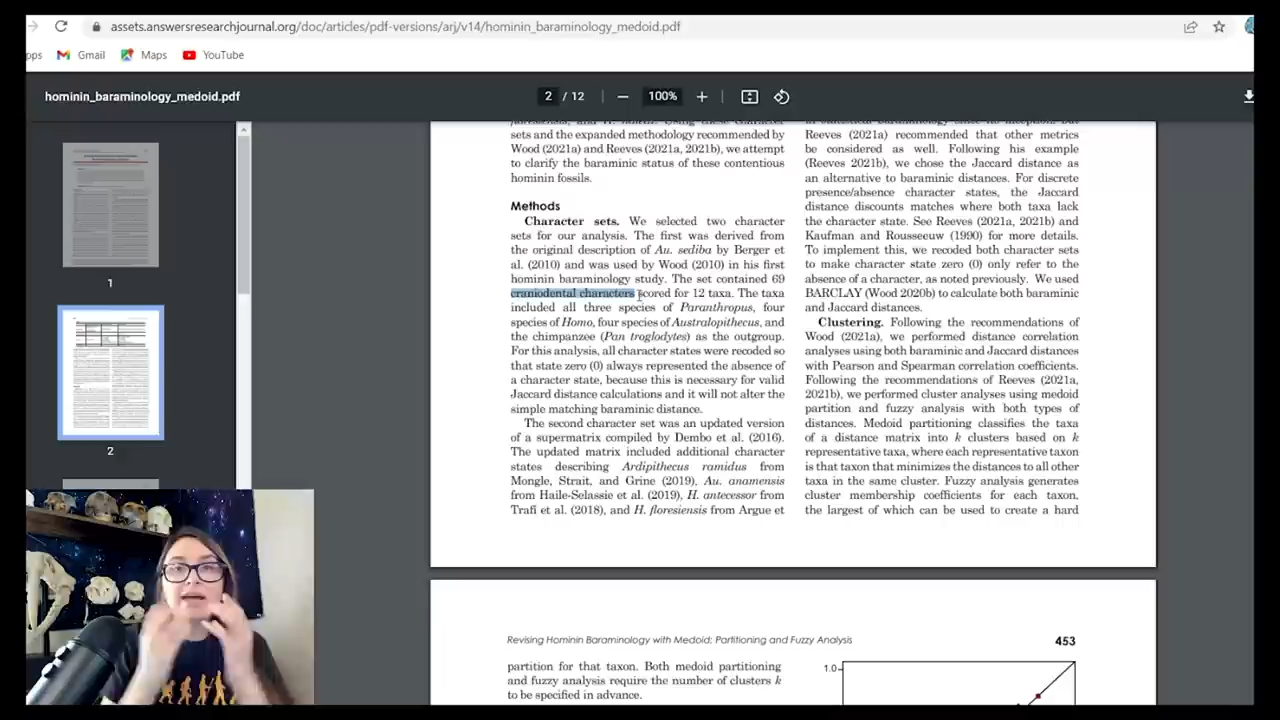 assets.answersresearchjournal.org/doc/articles/pdf-versions/arj/v14/hominin_baraminology_medoid.pdf
pps
Gmail
Maps
YouTube
hominin_baraminology_medoid.pdf
2 / 12
100%
1
2
sets and the expanded methodology recommended by
Wood (2021a) and Reeves (2021a, 2021b), we attempt
to clarify the baraminic status of these contentious
hominin fossils.
Methods
Character sets. We selected two character
sets for our analysis. The first was derived from
the original description of Au. sediba by Berger et
al. (2010) and was used by Wood (2010) in his first
hominin baraminology study. The set contained 69
craniodental characters scored for 12 taxa. The taxa
included all three species of Paranthropus, four
species of Homo, four species of Australopithecus, and
the chimpanzee (Pan troglodytes) as the outgroup.
For this analysis, all character states were recoded so
that state zero (0) always represented the absence of
a character state, because this is necessary for valid
Jaccard distance calculations and it will not alter the
simple matching baraminic distance.
The second character set was an updated version
of a supermatrix compiled by Dembo et al. (2016).
The updated matrix included additional character
states describing Ardipithecus ramidus from
Mongle, Strait, and Grine (2019), Au. anamensis
from Haile-Selassie et al. (2019), H. antecessor from
Trafí et al. (2018), and H. floresiensis from Argue et
Reeves (2021a) recommended that other metrics
be considered as well. Following his example
(Reeves 2021b), we chose the Jaccard distance as
an alternative to baraminic distances. For discrete
presence/absence character states, the Jaccard
distance discounts matches where both taxa lack
the character state. See Reeves (2021a, 2021b) and
Kaufman and Rousseeuw (1990) for more details.
To implement this, we recoded both character sets
to make character state zero (0) only refer to the
absence of a character, as noted previously. We used
BARCLAY (Wood 2020b) to calculate both baraminic
and Jaccard distances.
Clustering. Following the recommendations of
Wood (2021a), we performed distance correlation
analyses using both baraminic and Jaccard distances
with Pearson and Spearman correlation coefficients.
Following the recommendations of Reeves (2021a,
2021b), we performed cluster analyses using medoid
partition and fuzzy analysis with both types of
distances. Medoid partitioning classifies the taxa
of a distance matrix into k clusters based on k
representative taxa, where each representative taxon
is that taxon that minimizes the distances to all other
taxa in the same cluster. Fuzzy analysis generates
cluster membership coefficients for each taxon,
the largest of which can be used to create a hard
Revising Hominin Baraminology with Medoid; Partitioning and Fuzzy Analysis
453
partition for that taxon. Both medoid partitioning
and fuzzy analysis require the number of clusters k
to be specified in advance.
1.0